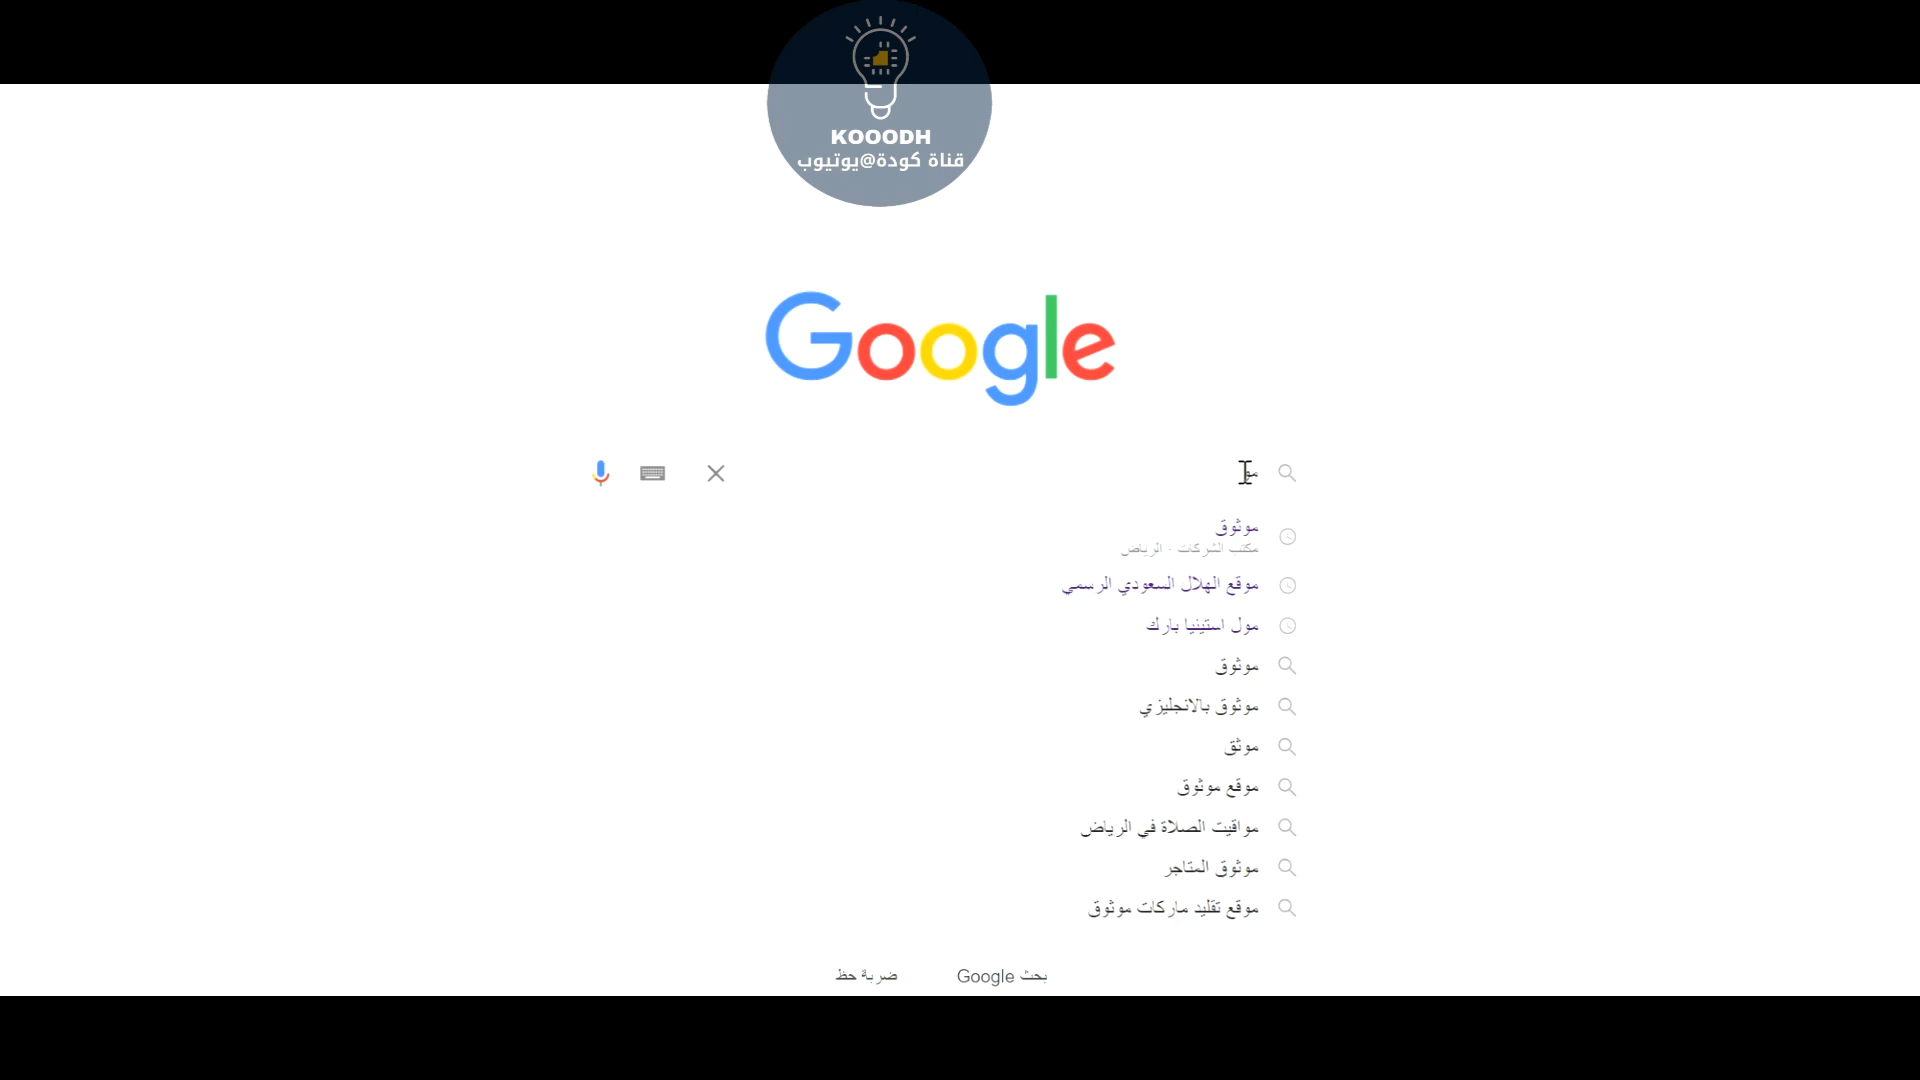 KOOODH
قناة كودة@يوتيوب
Google
مو
موثوق
مكتب الشركات · الرياض
موقع الهلال السعودي الرسمي
مول استينيا بارك
موثوق
موثوق بالانجليزي
موثق
موقع موثوق
مواقيت الصلاة في الرياض
موثوق المتاجر
موقع تقليد ماركات موثوق
بحث Google
ضربة حظ